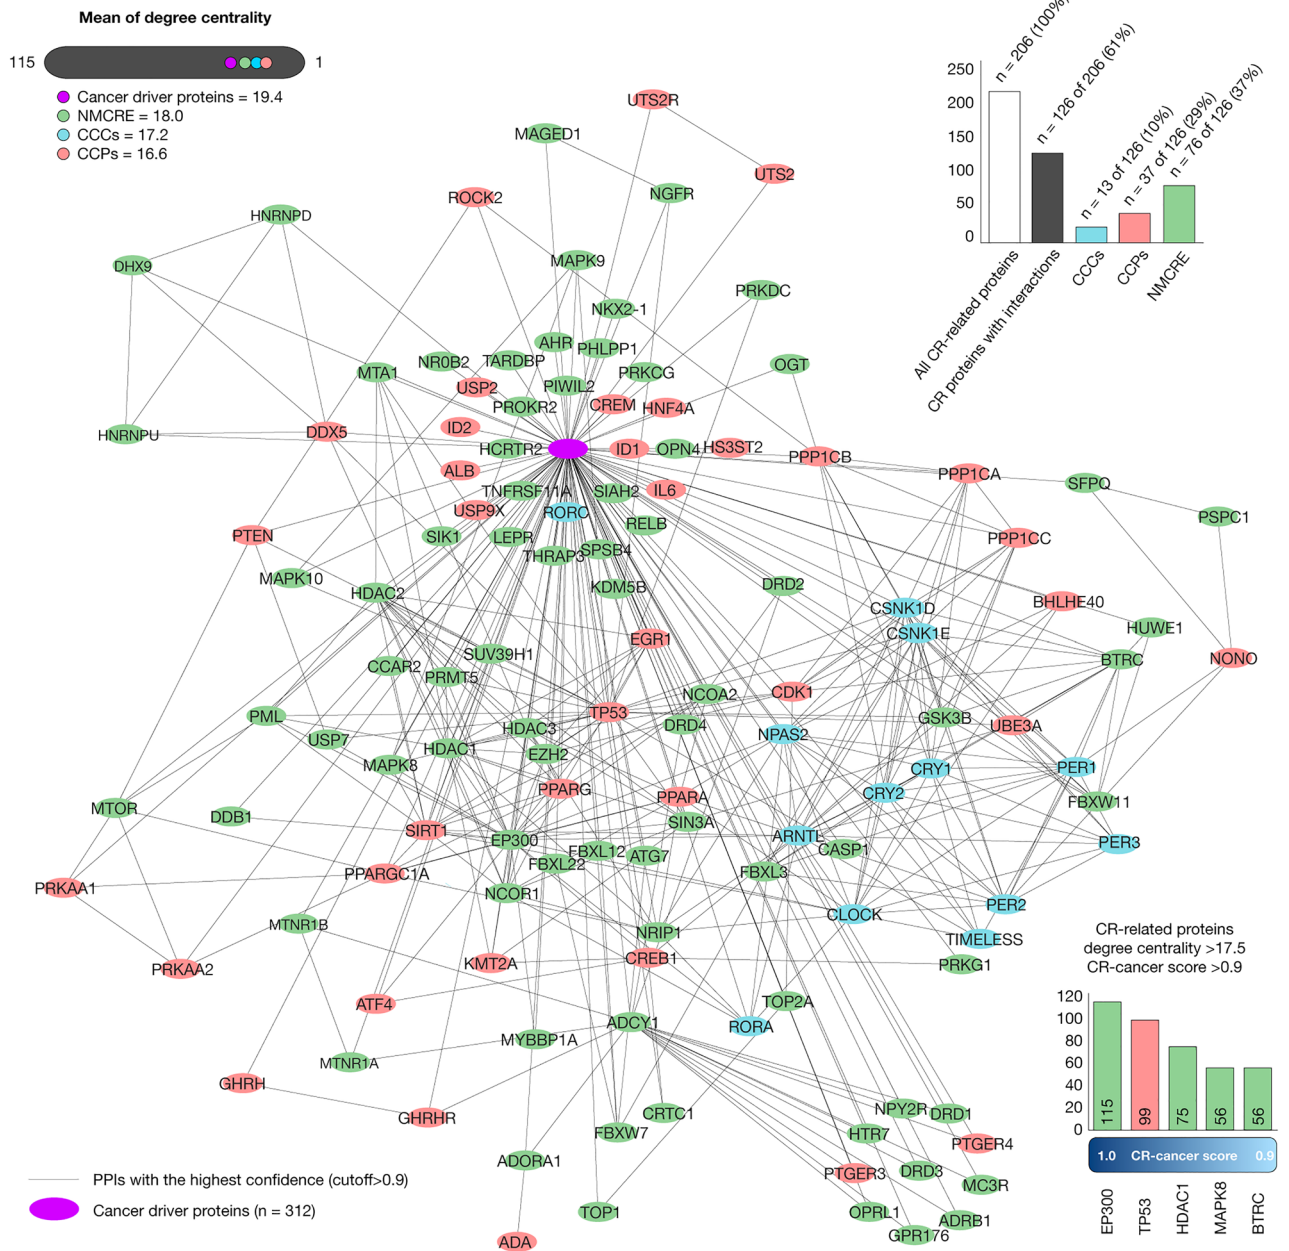 Mean of degree centrality
115
1
Cancer driver proteins = 19.4
NMCRE = 18.0
CCCs = 17.2
CCPs = 16.6
250
200
150
100
50
0
n = 206 (100%)
n = 126 of 206 (61%)
n = 13 of 126 (10%)
n = 37 of 126 (29%)
n = 76 of 126 (37%)
All CR-related proteins
CR proteins with interactions
CCCs
CCPs
NMCRE
UTS2R
MAGED1
UTS2
NGFR
ROCK2
HNRNPD
DHX9
MAPK9
PRKDC
NKX2-1
AHR
PHLPP1
NR0B2
TARDBP
OGT
MTA1
USP2
PIWIL2
PRKCG
PROKR2
CREM
HNF4A
HNRNPU
DDX5
ID2
HCRTR2
ID1
OPN4
HS3ST2
PPP1CB
ALB
PPP1CA
SFPQ
TNFRSF11A
SIAH2
IL6
USP9X
RORC
PSPC1
PTEN
SIK1
LEPR
RELB
PPP1CC
THRAP3
SPSB4
MAPK10
HDAC2
KDM5B
DRD2
CSNK1D
BHLHE40
CSNK1E
HUWE1
EGR1
SUV39H1
CCAR2
PRMT5
BTRC
NONO
NCOA2
CDK1
PML
TP53
DRD4
GSK3B
UBE3A
USP7
HDAC3
NPAS2
HDAC1
EZH2
MAPK8
CRY1
PER1
PPARG
PPARA
CRY2
FBXW11
MTOR
DDB1
SIN3A
SIRT1
EP300
ARNTL
CASP1
PER3
FBXL12
FBXL22
ATG7
FBXL3
PRKAA1
PPARGC1A
NCOR1
PER2
CLOCK
MTNR1B
NRIP1
TIMELESS
PRKAA2
KMT2A
CREB1
PRKG1
ATF4
TOP2A
ADCY1
RORA
MYBBP1A
MTNR1A
GHRH
GHRHR
CRTC1
NPY2R
DRD1
FBXW7
HTR7
PTGER4
ADORA1
PTGER3
DRD3
MC3R
TOP1
OPRL1
ADRB1
GPR176
ADA
PPIs with the highest confidence (cutoff>0.9)
Cancer driver proteins (n = 312)
CR-related proteins
degree centrality >17.5
CR-cancer score >0.9
120
100
80
60
40
20
0
115
99
75
56
56
1.0 CR-cancer score 0.9
EP300
TP53
HDAC1
MAPK8
BTRC